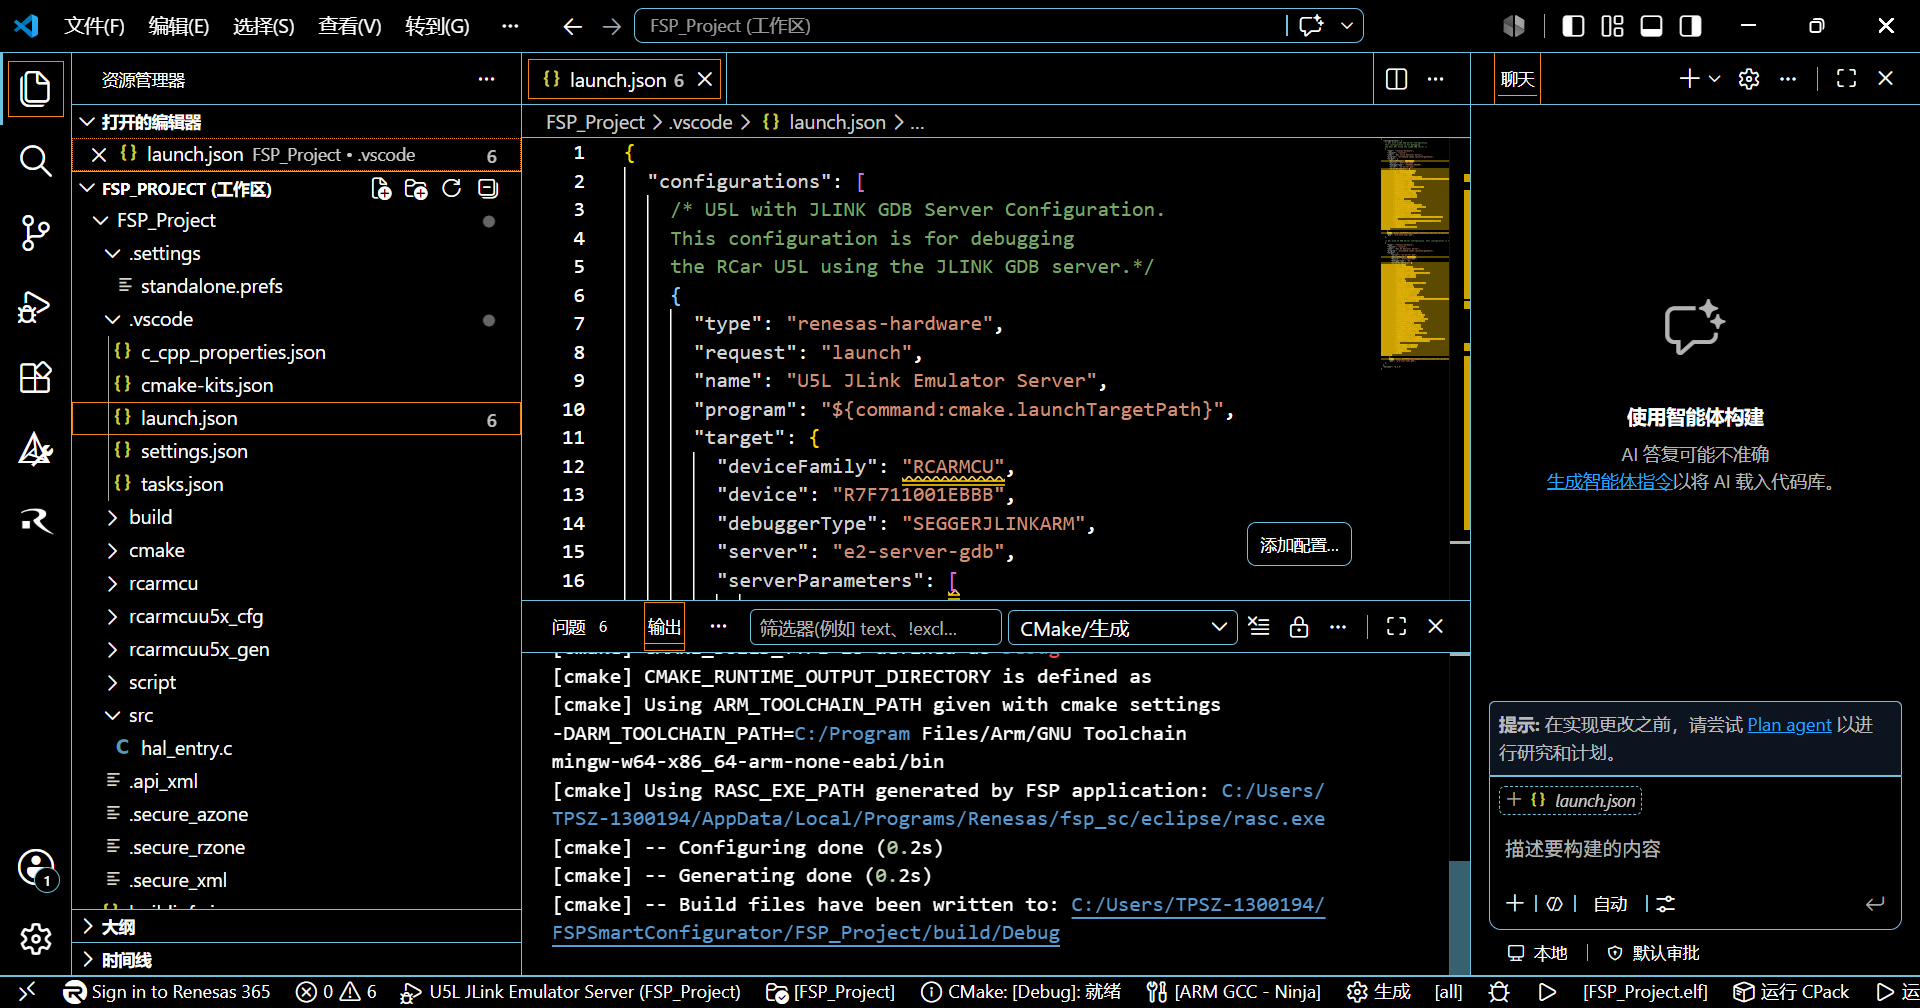 文件(F) 编辑(E) 选择(S) 查看(V) 转到(G) ···
FSP_Project (工作区)
资源管理器
打开的编辑器
launch.json FSP_Project • .vscode 6
FSP_PROJECT (工作区)
FSP_Project
.settings
standalone.prefs
.vscode
c_cpp_properties.json
cmake-kits.json
launch.json 6
settings.json
tasks.json
build
cmake
rcarmcu
rcarmcuu5x_cfg
rcarmcuu5x_gen
script
src
hal_entry.c
.api_xml
.secure_azone
.secure_rzone
.secure_xml
大纲
时间线
1
launch.json 6
FSP_Project > .vscode > {} launch.json > ...
1 {
2 "configurations": [
3 /* U5L with JLINK GDB Server Configuration.
4 This configuration is for debugging
5 the RCar U5L using the JLINK GDB server.*/
6 {
7 "type": "renesas-hardware",
8 "request": "launch",
9 "name": "U5L JLink Emulator Server",
10 "program": "${command:cmake.launchTargetPath}",
11 "target": {
12 "deviceFamily": "RCARMCU",
13 "device": "R7F711001EBBB",
14 "debuggerType": "SEGGERJLINKARM",
15 "server": "e2-server-gdb",
16 "serverParameters": [
添加配置...
问题 6 输出 ··· 筛选器(例如 text、!excl... CMake/生成
[cmake] CMAKE_RUNTIME_OUTPUT_DIRECTORY is defined as
[cmake] Using ARM_TOOLCHAIN_PATH given with cmake settings
-DARM_TOOLCHAIN_PATH=C:/Program Files/Arm/GNU Toolchain
mingw-w64-x86_64-arm-none-eabi/bin
[cmake] Using RASC_EXE_PATH generated by FSP application: C:/Users/
TPSZ-1300194/AppData/Local/Programs/Renesas/fsp_sc/eclipse/rasc.exe
[cmake] -- Configuring done (0.2s)
[cmake] -- Generating done (0.2s)
[cmake] -- Build files have been written to: C:/Users/TPSZ-1300194/
FSPSmartConfigurator/FSP_Project/build/Debug
聊天
使用智能体构建
AI 答复可能不准确
生成智能体指令以将 AI 载入代码库。
提示: 在实现更改之前，请尝试 Plan agent 以进
行研究和计划。
{} launch.json
描述要构建的内容
自动
本地 默认审批
Sign in to Renesas 365 0 6 U5L JLink Emulator Server (FSP_Project) [FSP_Project] CMake: [Debug]: 就绪 [ARM GCC - Ninja] 生成 [all] [FSP_Project.elf] 运行 CPack 运